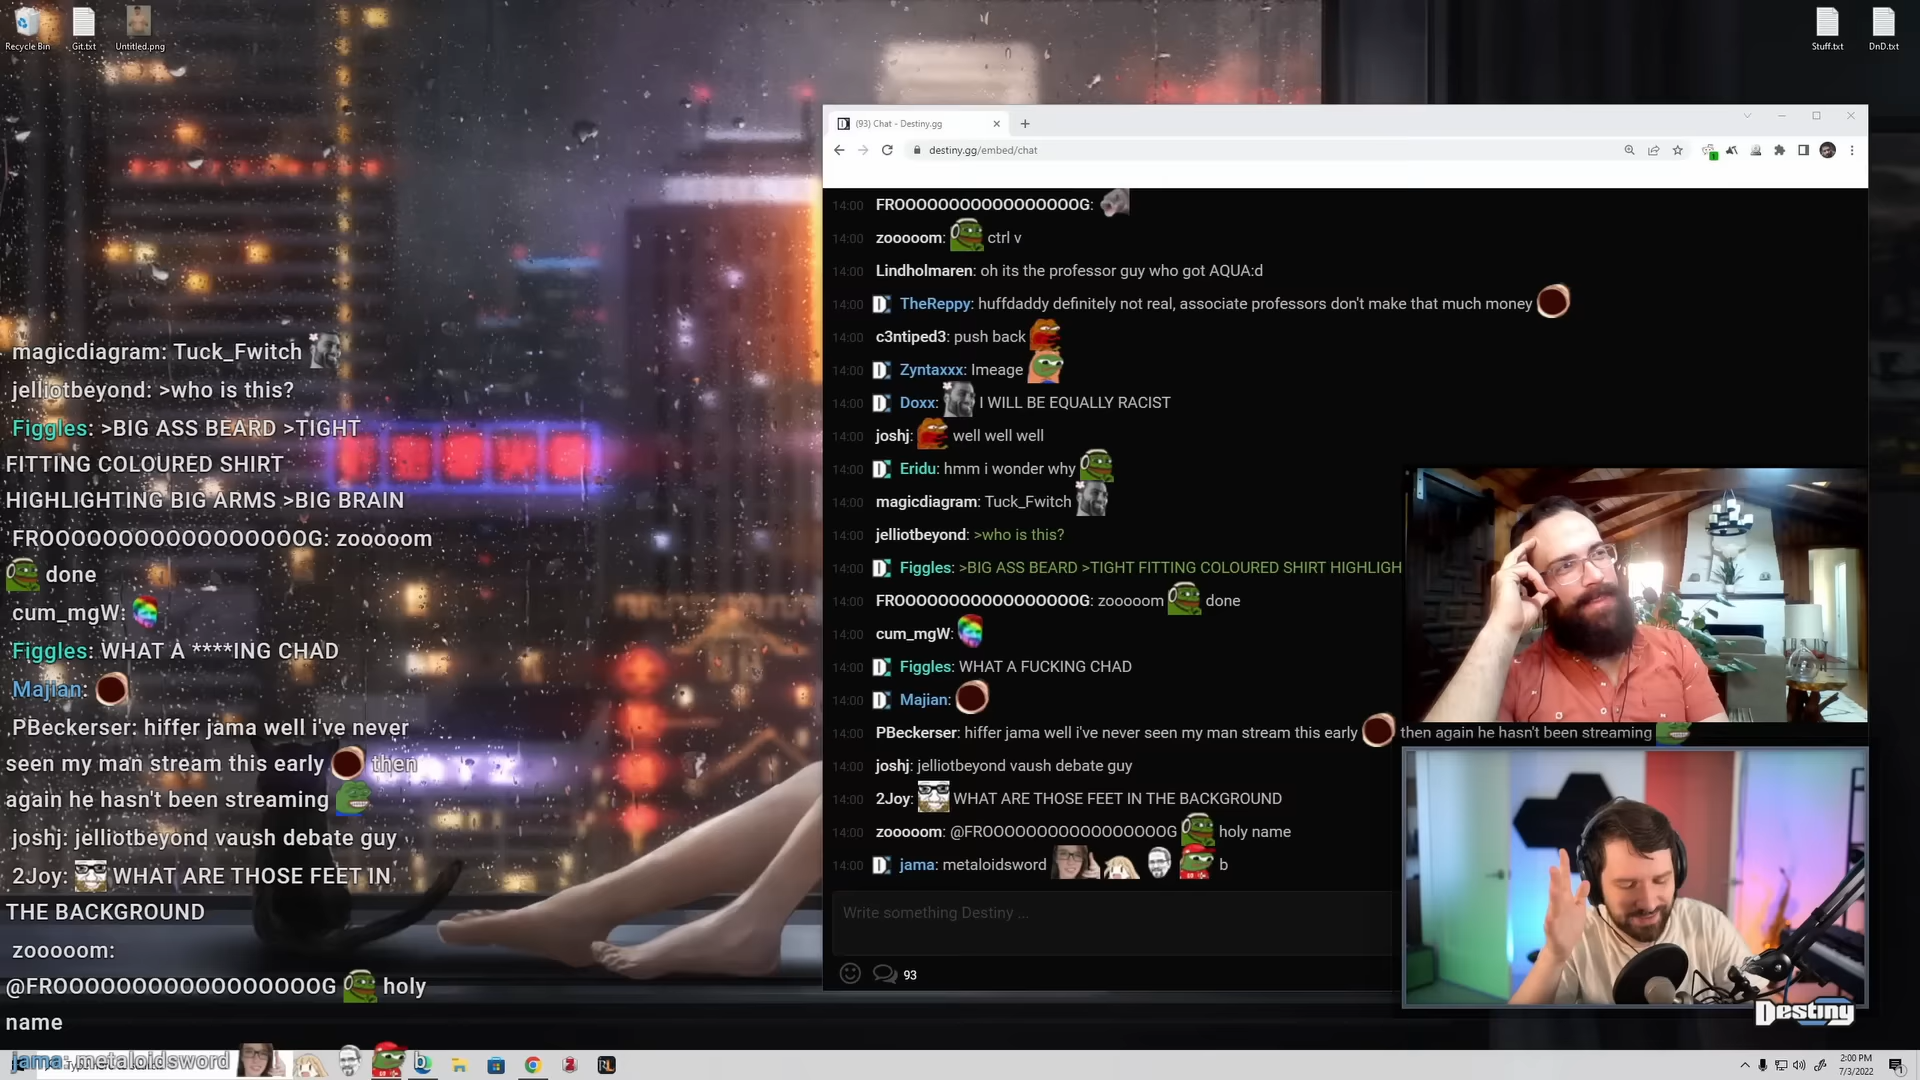 Recycle Bin
Git.txt
Untitled.png
Stuff.txt
DnD.txt
magicdiagram: Tuck_Fwitch
jelliotbeyond: >who is this?
Figgles: >BIG ASS BEARD >TIGHT
FITTING COLOURED SHIRT
HIGHLIGHTING BIG ARMS >BIG BRAIN
FROOOOOOOOOOOOOOOOG: zooooom
done
cum_mgW:
Figgles: WHAT A ****ING CHAD
Majian:
PBeckerser: hiffer jama well i've never
seen my man stream this early then
again he hasn't been streaming
joshj: jelliotbeyond vaush debate guy
2Joy: WHAT ARE THOSE FEET IN
THE BACKGROUND
zooooom:
@FROOOOOOOOOOOOOOOOG holy
name
jama: metaloidsword b
(93) Chat - Destiny.gg
destiny.gg/embed/chat
14:00 FROOOOOOOOOOOOOOOOG:
14:00 zooooom: ctrl v
14:00 Lindholmaren: oh its the professor guy who got AQUA:d
14:00 TheReppy: huffdaddy definitely not real, associate professors don't make that much money
14:00 c3ntiped3: push back
14:00 Zyntaxxx: lmeage
14:00 Doxx: I WILL BE EQUALLY RACIST
14:00 joshj: well well well
14:00 Eridu: hmm i wonder why
14:00 magicdiagram: Tuck_Fwitch
14:00 jelliotbeyond: >who is this?
14:00 Figgles: >BIG ASS BEARD >TIGHT FITTING COLOURED SHIRT HIGHLIGH
14:00 FROOOOOOOOOOOOOOOOG: zooooom done
14:00 cum_mgW:
14:00 Figgles: WHAT A FUCKING CHAD
14:00 Majian:
14:00 PBeckerser: hiffer jama well i've never seen my man stream this early then again he hasn't been streaming
14:00 joshj: jelliotbeyond vaush debate guy
14:00 2Joy: WHAT ARE THOSE FEET IN THE BACKGROUND
14:00 zooooom: @FROOOOOOOOOOOOOOOOG holy name
14:00 jama: metaloidsword b
Write something Destiny ...
93
Destiny
2:00 PM
7/3/2022